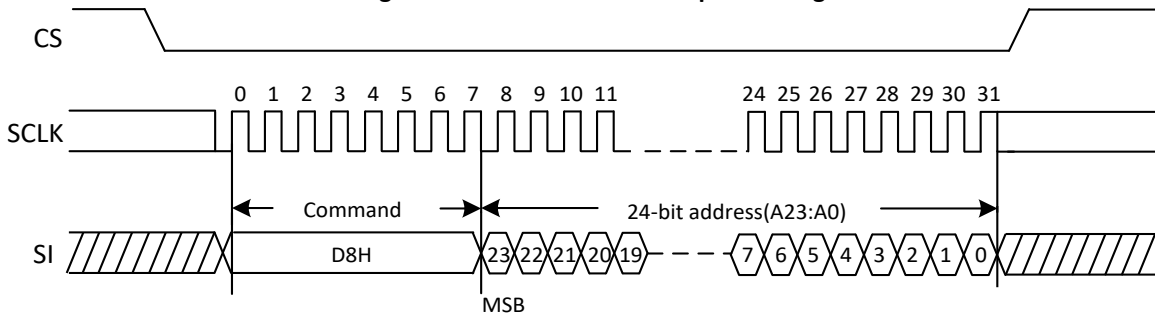 CS
0 1 2 3 4 5 6 7 8 9 10 11 24 25 26 27 28 29 30 31
SCLK
Command 24-bit address(A23:A0)
SI D8H 23 22 21 20 19 7 6 5 4 3 2 1 0
MSB